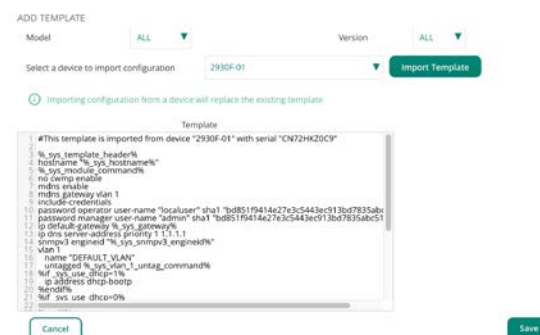 ADD TEMPLATE
Model ALL Version ALL
Select a device to import configuration 2930F-01 Import Template
Importing configuration from a device will replace the existing template
Template
1 #This template is imported from device "2930F-01" with serial "CN72HKZ0C9"
2
3 %_sys_template_header%
4 hostname "%_sys_hostname%"
5 %_sys_module_command%
6 no cwmp enable
7 mdns enable
8 mdns gateway vlan 1
9 include-credentials
10 password operator user-name "localuser" sha1 "bd851f9414e27e3c5443ec913bd7835abc
11 password manager user-name "admin" sha1 "bd851f9414e27e3c5443ec913bd7835abc51
12 ip default-gateway %_sys_gateway%
13 ip dns server-address priority 1 1.1.1.1
14 snmpv3 engineid "%_sys_snmpv3_engineid%"
15 vlan 1
16 name "DEFAULT_VLAN"
17 untagged %_sys_vlan_1_untag_command%
18 %if _sys_use_dhcp=1%
19 ip address dhcp-bootp
20 %endif%
21 %if _sys_use_dhcp=0%
22
Cancel Save